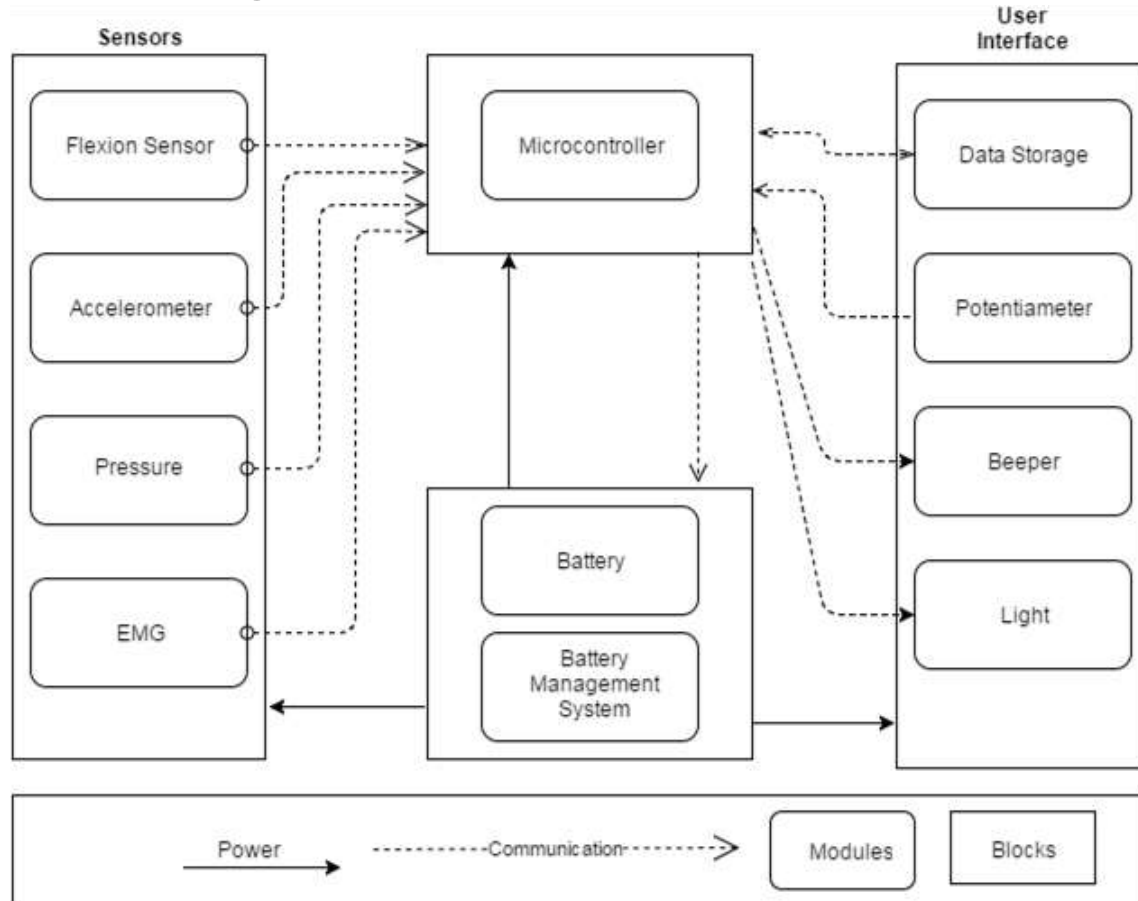 Sensors
Flexion Sensor
Accelerometer
Pressure
EMG
Microcontroller
Battery
Battery
Management
System
User
Interface
Data Storage
Potentiameter
Beeper
Light
Power
Communication
Modules
Blocks